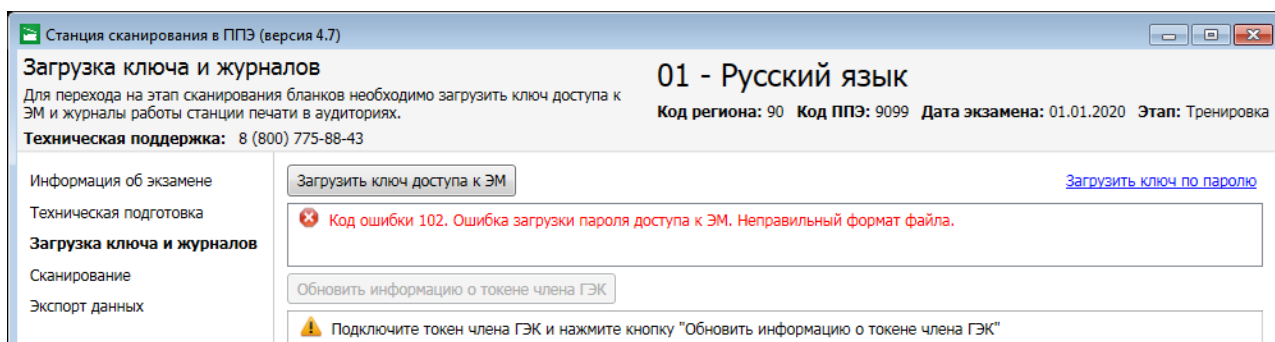 Станция сканирования в ППЭ (версия 4.7)
Загрузка ключа и журналов
Для перехода на этап сканирования бланков необходимо загрузить ключ доступа к
ЭМ и журналы работы станции печати в аудиториях.
Техническая поддержка: 8 (800) 775-88-43
01 - Русский язык
Код региона: 90 Код ППЭ: 9099 Дата экзамена: 01.01.2020 Этап: Тренировка
Информация об экзамене
Техническая подготовка
Загрузка ключа и журналов
Сканирование
Экспорт данных
Загрузить ключ доступа к ЭМ
Загрузить ключ по паролю
Код ошибки 102. Ошибка загрузки пароля доступа к ЭМ. Неправильный формат файла.
Обновить информацию о токене члена ГЭК
Подключите токен члена ГЭК и нажмите кнопку "Обновить информацию о токене члена ГЭК"